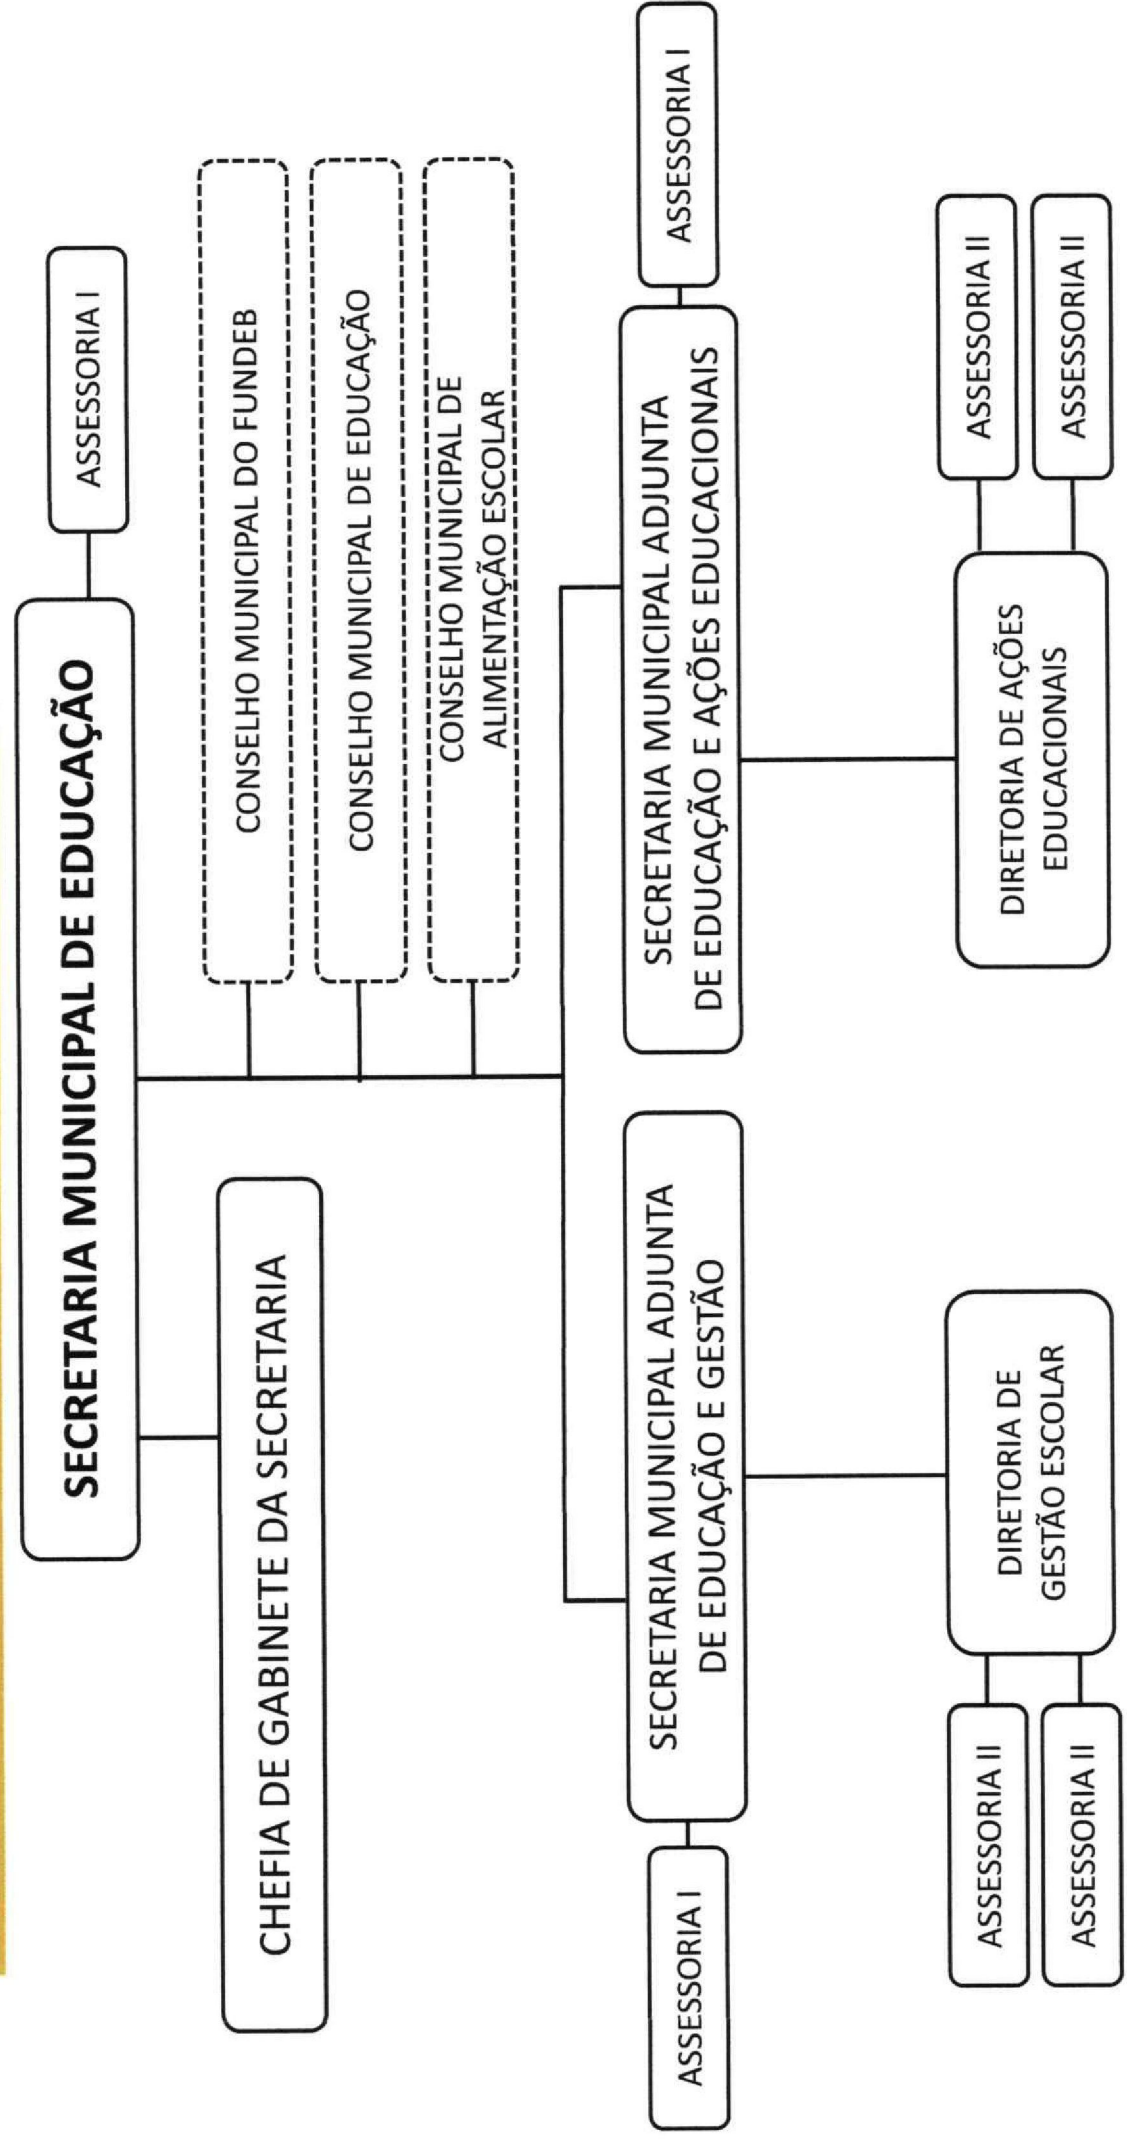 SECRETARIA MUNICIPAL DE EDUCAÇÃO
ASSESSORIA I
CHEFIA DE GABINETE DA SECRETARIA
CONSELHO MUNICIPAL DO FUNDEB
CONSELHO MUNICIPAL DE EDUCAÇÃO
CONSELHO MUNICIPAL DE
ALIMENTAÇÃO ESCOLAR
ASSESSORIA I
SECRETARIA MUNICIPAL ADJUNTA
DE EDUCAÇÃO E GESTÃO
SECRETARIA MUNICIPAL ADJUNTA
DE EDUCAÇÃO E AÇÕES EDUCACIONAIS
ASSESSORIA I
ASSESSORIA II
ASSESSORIA II
DIRETORIA DE
GESTÃO ESCOLAR
DIRETORIA DE AÇÕES
EDUCACIONAIS
ASSESSORIA II
ASSESSORIA II